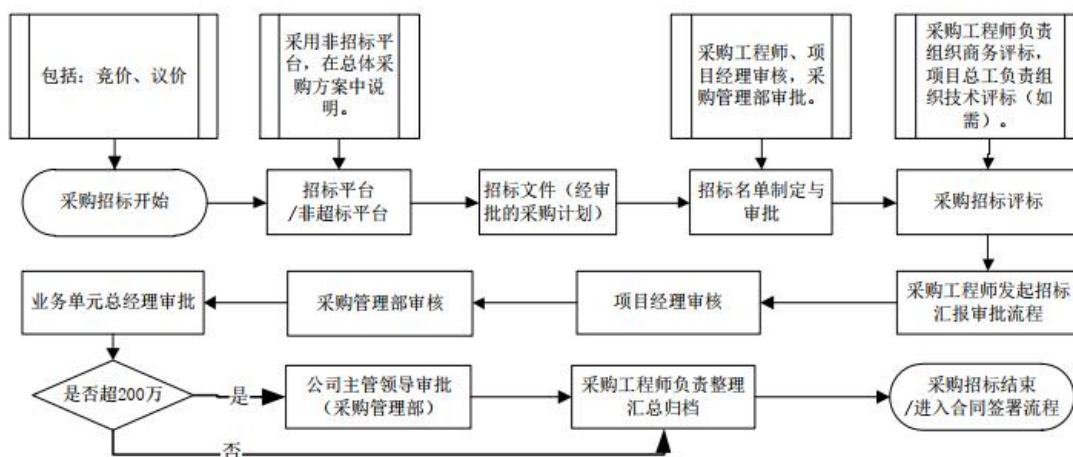 包括：竞价、议价
采用非招标平
台，在总体采
购方案中说
明。
采购工程师、项
目经理审核，采
购管理部审批。
采购工程师负责
组织商务评标，
项目总工负责组
织技术评标（如
需）。
采购招标开始
招标平台
/非超标平台
招标文件（经审
批的采购计划）
招标名单制定与
审批
采购招标评标
业务单元总经理审批
采购管理部审核
项目经理审核
采购工程师发起招标
汇报审批流程
是否超200万
是
公司主管领导审批
（采购管理部）
采购工程师负责整理
汇总归档
采购招标结束
/进入合同签署流程
否